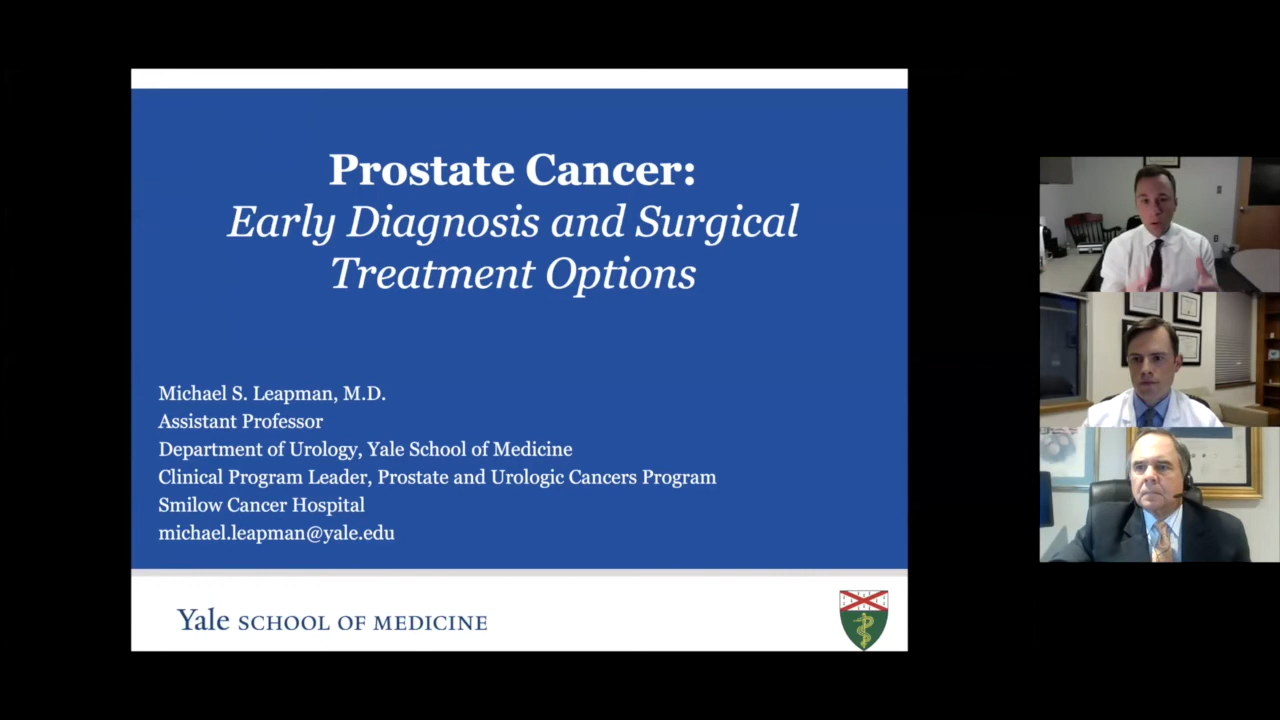 Prostate Cancer:
Early Diagnosis and Surgical
Treatment Options
Michael S. Leapman, M.D.
Assistant Professor
Department of Urology, Yale School of Medicine
Clinical Program Leader, Prostate and Urologic Cancers Program
Smilow Cancer Hospital
michael.leapman@yale.edu
Yale SCHOOL OF MEDICINE